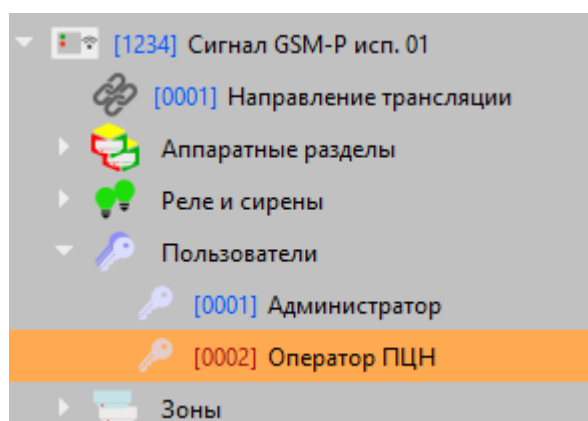 [1234] Сигнал GSM-P исп. 01
[0001] Направление трансляции
Аппаратные разделы
Реле и сирены
Пользователи
[0001] Администратор
[0002] Оператор ПЦН
Зоны